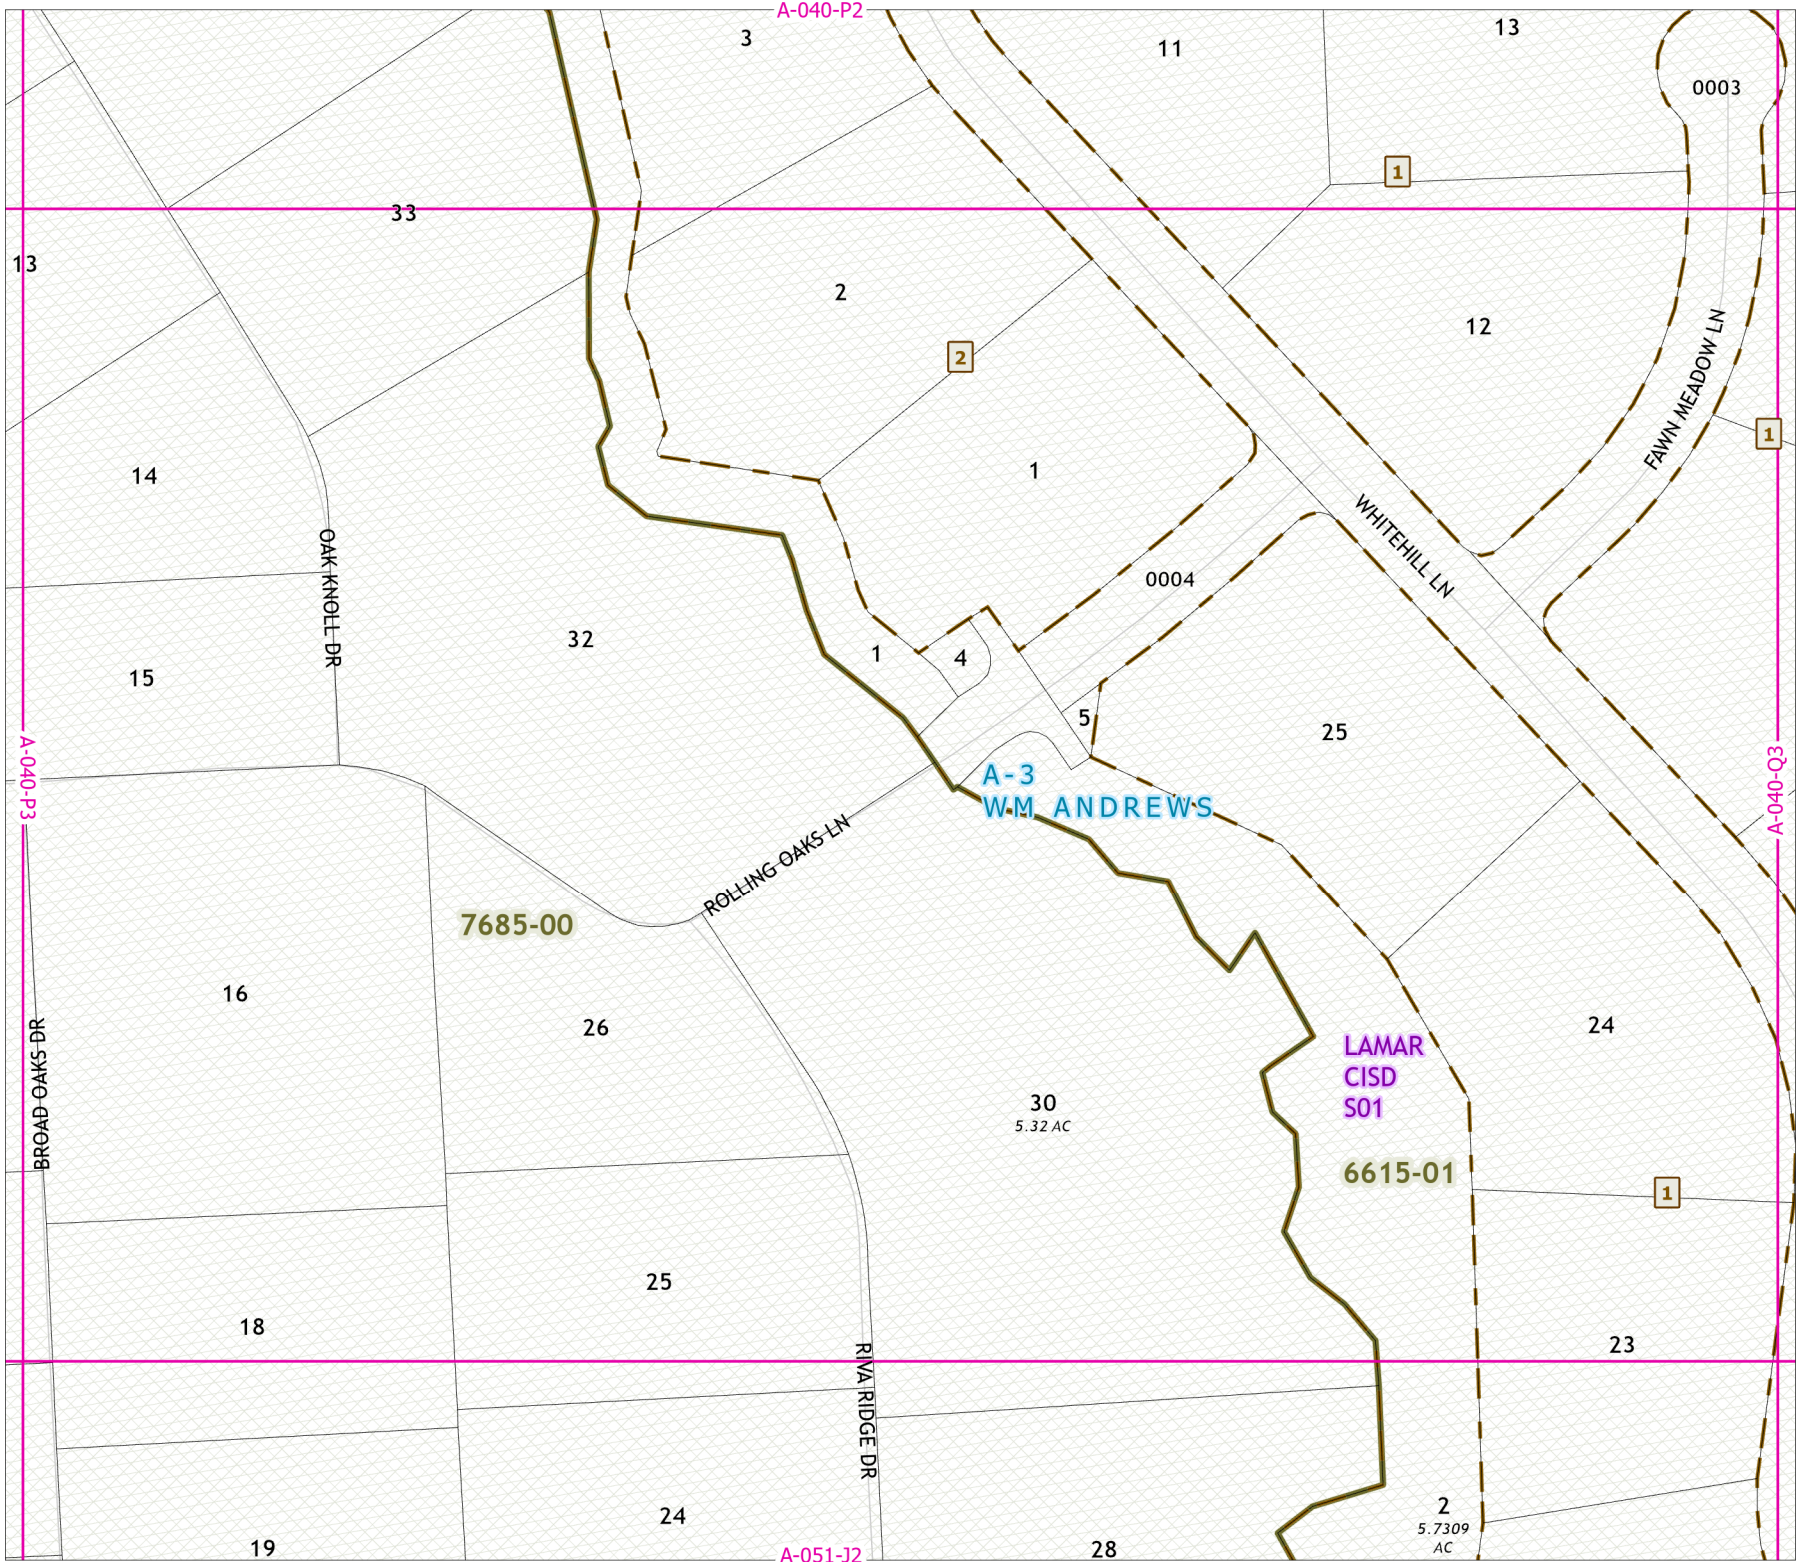 A-040-P2
3
11
13
0003
1
33
13
2
12
FAWN MEADOW LN
2
1
14
1
WHITEHILL LN
OAK KNOLL DR
0004
32
1
4
15
5
25
A-040-P3
A-040-Q3
A-3
WM ANDREWS
ROLLING OAKS LN
7685-00
16
26
24
BROAD OAKS DR
LAMAR
CISD
S01
30
5.32 AC
6615-01
1
25
18
23
RIVA RIDGE DR
24
2
5.7309
AC
19
28
A-051-J2